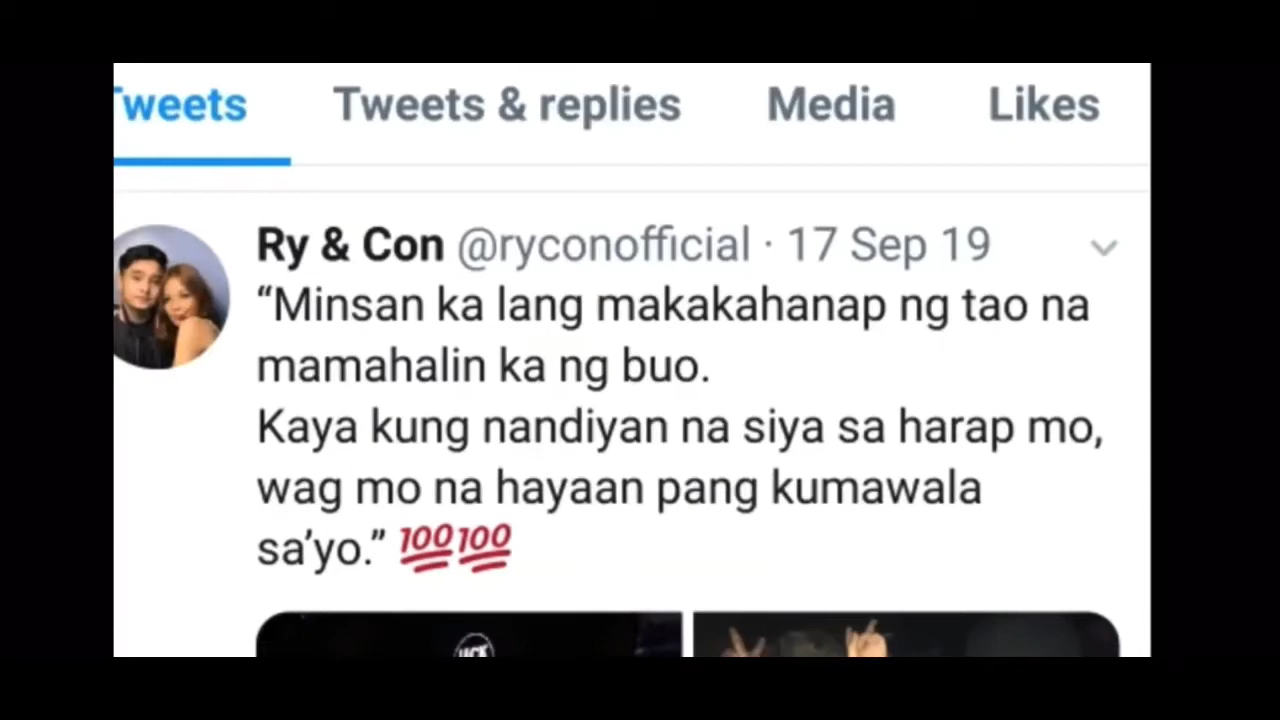 Tweets Tweets & replies Media Likes
Ry & Con @ryconofficial · 17 Sep 19
“Minsan ka lang makakahanap ng tao na
mamahalin ka ng buo.
Kaya kung nandiyan na siya sa harap mo,
wag mo na hayaan pang kumawala
sa’yo.” 💯💯